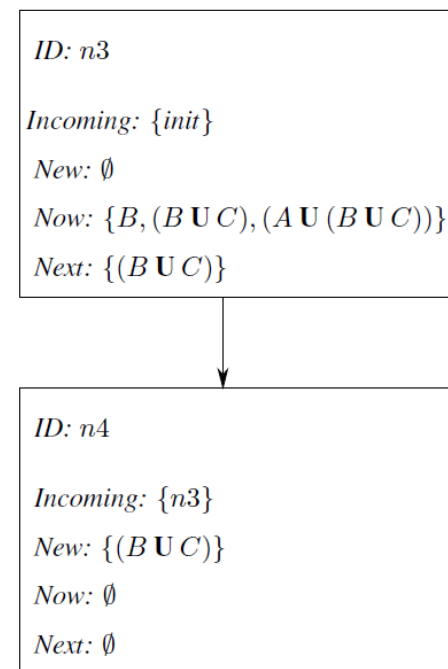 ID: n3
Incoming: {init}
New: ∅
Now: {B, (B U C), (A U (B U C))}
Next: {(B U C)}
ID: n4
Incoming: {n3}
New: {(B U C)}
Now: ∅
Next: ∅